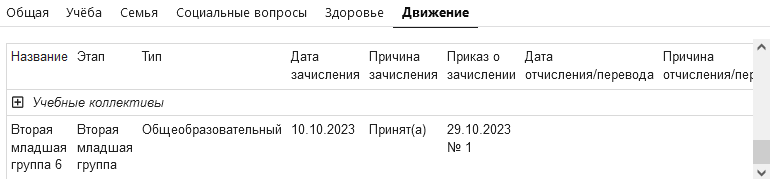 Общая Учёба Семья Социальные вопросы Здоровье Движение
Название Этап Тип Дата зачисления Причина зачисления Приказ о зачислении Дата отчисления/перевода Причина отчисления/пер
Учебные коллективы
Вторая младшая группа 6 Вторая младшая группа Общеобразовательный 10.10.2023 Принят(а) 29.10.2023 № 1